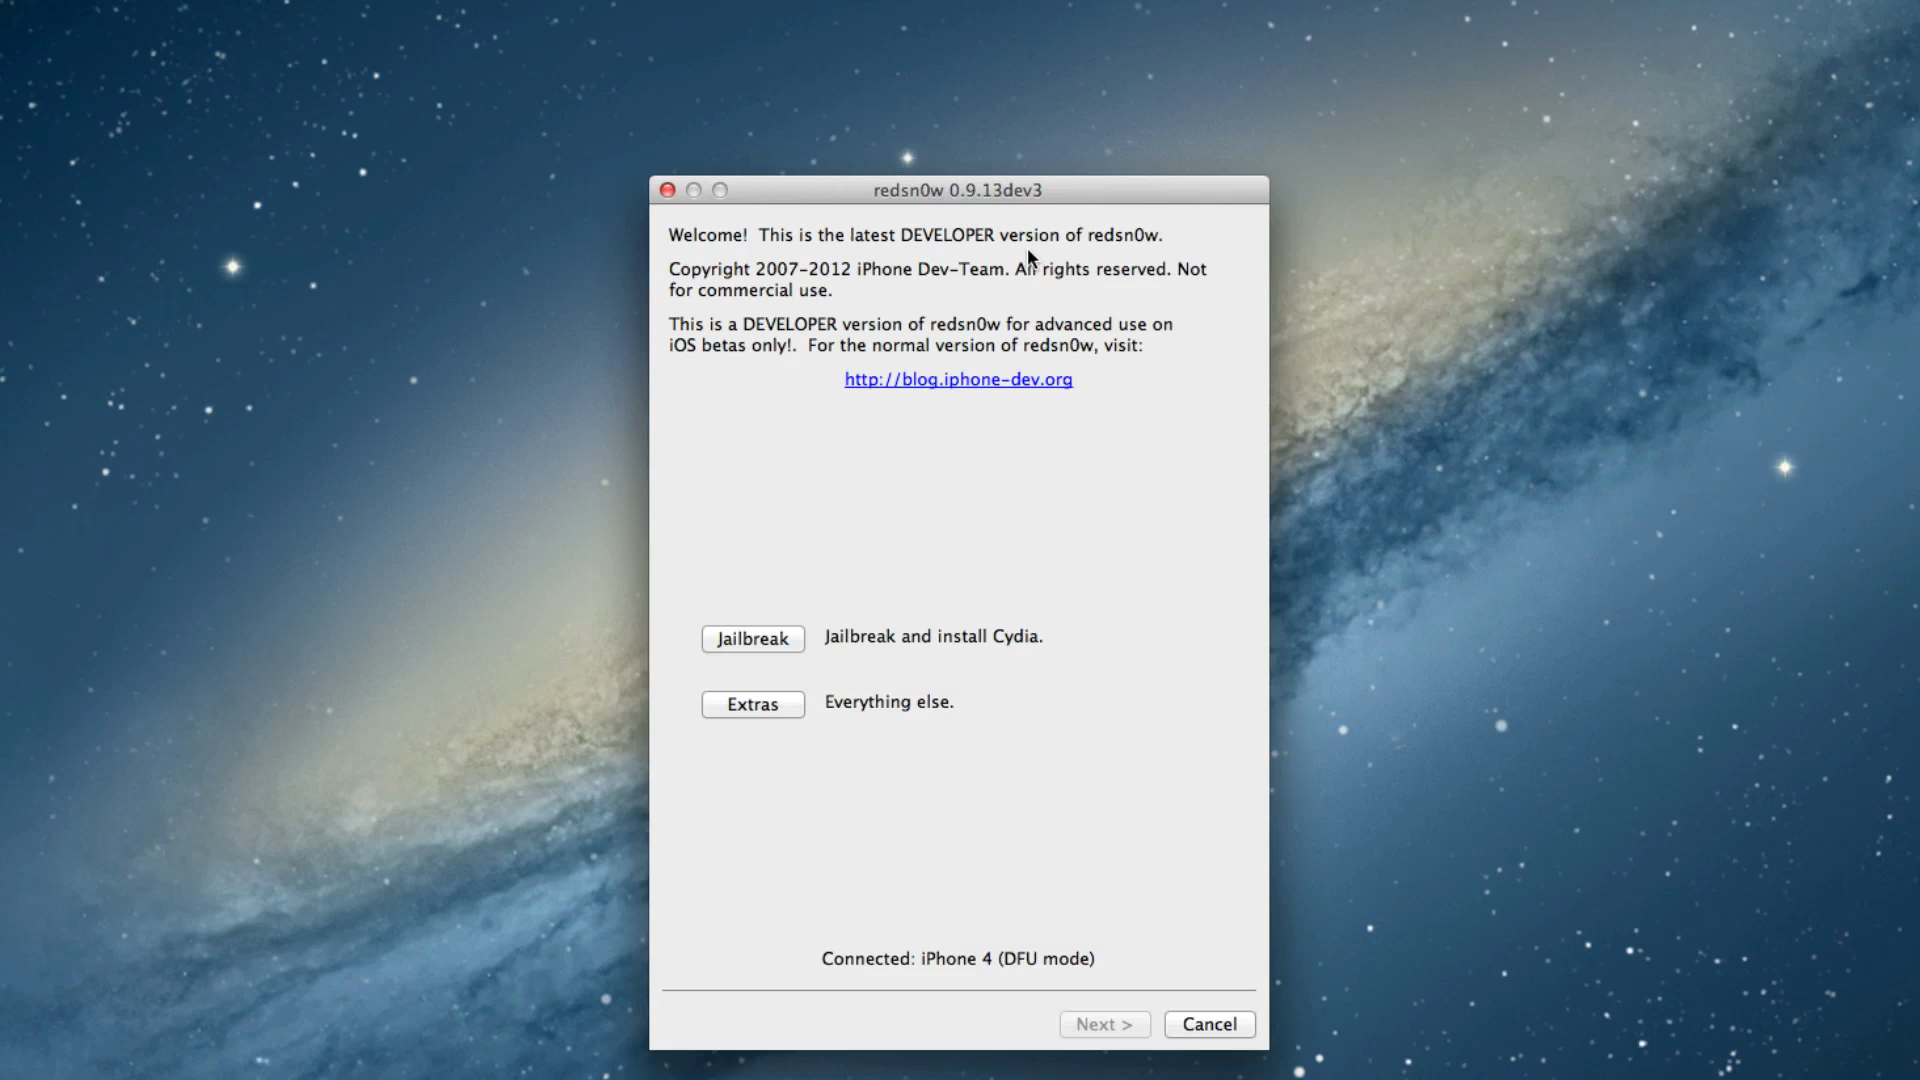 redsn0w 0.9.13dev3
Welcome!  This is the latest DEVELOPER version of redsn0w.
Copyright 2007-2012 iPhone Dev-Team. All rights reserved. Not
for commercial use.
This is a DEVELOPER version of redsn0w for advanced use on
iOS betas only!.  For the normal version of redsn0w, visit:
http://blog.iphone-dev.org
Jailbreak Jailbreak and install Cydia.
Extras Everything else.
Connected: iPhone 4 (DFU mode)
Next > Cancel